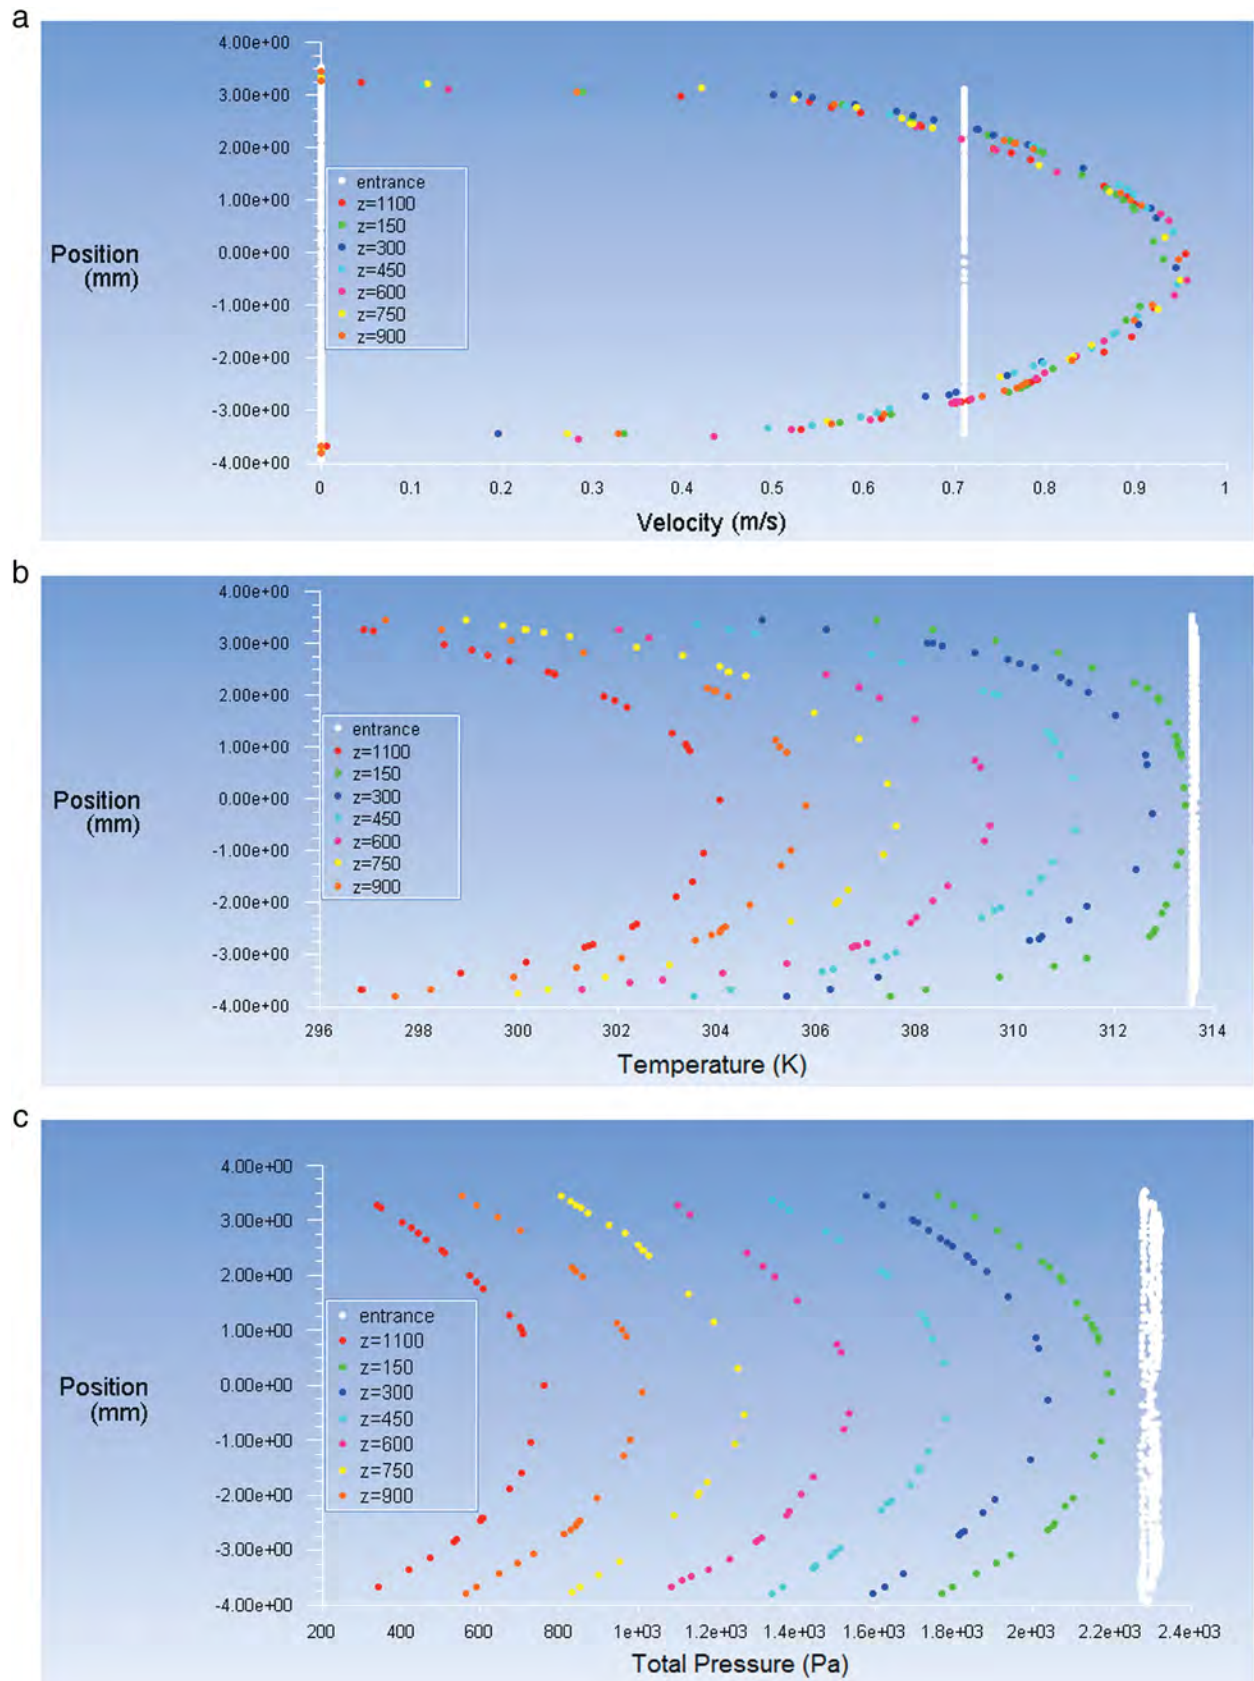 a
4.00e+00
3.00e+00
2.00e+00
1.00e+00
0.00e+00
-1.00e+00
-2.00e+00
-3.00e+00
-4.00e+00
Position
(mm)
entrance
z=1100
z=150
z=300
z=450
z=600
z=750
z=900
0 0.1 0.2 0.3 0.4 0.5 0.6 0.7 0.8 0.9 1
Velocity (m/s)
b
4.00e+00
3.00e+00
2.00e+00
1.00e+00
0.00e+00
-1.00e+00
-2.00e+00
-3.00e+00
-4.00e+00
Position
(mm)
entrance
z=1100
z=150
z=300
z=450
z=600
z=750
z=900
296 298 300 302 304 306 308 310 312 314
Temperature (K)
c
4.00e+00
3.00e+00
2.00e+00
1.00e+00
0.00e+00
-1.00e+00
-2.00e+00
-3.00e+00
-4.00e+00
Position
(mm)
entrance
z=1100
z=150
z=300
z=450
z=600
z=750
z=900
200 400 600 800 1e+03 1.2e+03 1.4e+03 1.6e+03 1.8e+03 2e+03 2.2e+03 2.4e+03
Total Pressure (Pa)